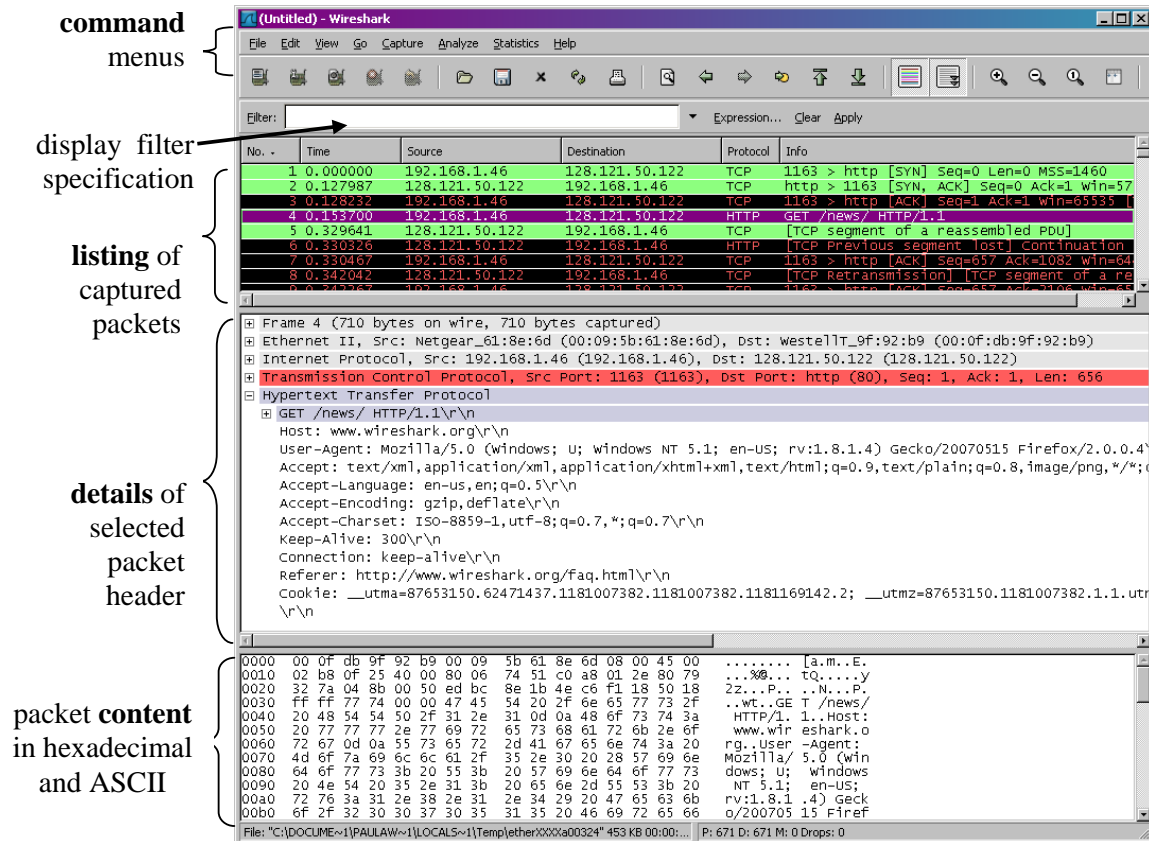 command
menus
display filter
specification
listing of
captured
packets
details of
selected
packet
header
packet content
in hexadecimal
and ASCII
(Untitled) - Wireshark
File Edit View Go Capture Analyze Statistics Help
Filter: Expression... Clear Apply
No. - Time Source Destination Protocol Info
1 0.000000 192.168.1.46 128.121.50.122 TCP 1163 > http [SYN] Seq=0 Len=0 MSS=1460
2 0.127987 128.121.50.122 192.168.1.46 TCP http > 1163 [SYN, ACK] Seq=0 Ack=1 Win=57
3 0.128232 192.168.1.46 128.121.50.122 TCP 1163 > http [ACK] Seq=1 Ack=1 Win=65535 [
4 0.153700 192.168.1.46 128.121.50.122 HTTP GET /news/ HTTP/1.1
5 0.329641 128.121.50.122 192.168.1.46 TCP [TCP segment of a reassembled PDU]
6 0.330326 128.121.50.122 192.168.1.46 HTTP [TCP Previous segment lost] Continuation
7 0.330467 192.168.1.46 128.121.50.122 TCP 1163 > http [ACK] Seq=657 Ack=1082 Win=64
8 0.342042 128.121.50.122 192.168.1.46 TCP [TCP Retransmission] [TCP segment of a re
9 0.342267 192.168.1.46 128.121.50.122 TCP 1163 > http [ACK] Seq=657 Ack=2106 Win=65
Frame 4 (710 bytes on wire, 710 bytes captured)
Ethernet II, Src: Netgear_61:8e:6d (00:09:5b:61:8e:6d), Dst: WestellT_9f:92:b9 (00:0f:db:9f:92:b9)
Internet Protocol, Src: 192.168.1.46 (192.168.1.46), Dst: 128.121.50.122 (128.121.50.122)
Transmission Control Protocol, Src Port: 1163 (1163), Dst Port: http (80), Seq: 1, Ack: 1, Len: 656
Hypertext Transfer Protocol
GET /news/ HTTP/1.1\r\n
Host: www.wireshark.org\r\n
User-Agent: Mozilla/5.0 (Windows; U; Windows NT 5.1; en-US; rv:1.8.1.4) Gecko/20070515 Firefox/2.0.0.4\
Accept: text/xml,application/xml,application/xhtml+xml,text/html;q=0.9,text/plain;q=0.8,image/png,*/*;q
Accept-Language: en-us,en;q=0.5\r\n
Accept-Encoding: gzip,deflate\r\n
Accept-Charset: ISO-8859-1,utf-8;q=0.7,*;q=0.7\r\n
Keep-Alive: 300\r\n
Connection: keep-alive\r\n
Referer: http://www.wireshark.org/faq.html\r\n
Cookie: __utma=87653150.62471437.1181007382.1181007382.1181169142.2; __utmz=87653150.1181007382.1.1.utm
\r\n
0000 00 0f db 9f 92 b9 00 09 5b 61 8e 6d 08 00 45 00 ........ [a.m..E.
0010 02 b8 0f 25 40 00 80 06 74 51 c0 a8 01 2e 80 79 ...%@... tQ.....y
0020 32 7a 04 8b 00 50 ed bc 8e 1b 4e c6 f1 18 50 18 2z...P.. ..N...P.
0030 ff ff 77 74 00 00 47 45 54 20 2f 6e 65 77 73 2f ..wt..GE T /news/
0040 20 48 54 54 50 2f 31 2e 31 0d 0a 48 6f 73 74 3a HTTP/1. 1..Host:
0050 20 77 77 77 2e 77 69 72 65 73 68 61 72 6b 2e 6f www.wir eshark.o
0060 72 67 0d 0a 55 73 65 72 2d 41 67 65 6e 74 3a 20 rg..User -Agent:
0070 4d 6f 7a 69 6c 6c 61 2f 35 2e 30 20 28 57 69 6e Mozilla/ 5.0 (Win
0080 64 6f 77 73 3b 20 55 3b 20 57 69 6e 64 6f 77 73 dows; U; Windows
0090 20 4e 54 20 35 2e 31 3b 20 65 6e 2d 55 53 3b 20 NT 5.1; en-US;
00a0 72 76 3a 31 2e 38 2e 31 2e 34 29 20 47 65 63 6b rv:1.8.1 .4) Geck
00b0 6f 2f 32 30 30 37 30 35 31 35 20 46 69 72 65 66 o/200705 15 Firef
File: "C:\DOCUME~1\PAULAW~1\LOCALS~1\Temp\etherXXXXa00324" 453 KB 00:00:... P: 671 D: 671 M: 0 Drops: 0